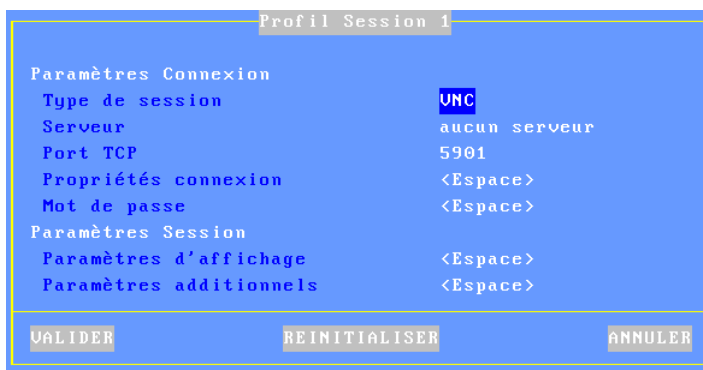 Profil Session 1
Paramètres Connexion
Type de session VNC
Serveur aucun serveur
Port TCP 5901
Propriétés connexion <Espace>
Mot de passe <Espace>
Paramètres Session
Paramètres d'affichage <Espace>
Paramètres additionnels <Espace>
VALIDER REINITIALISER ANNULER